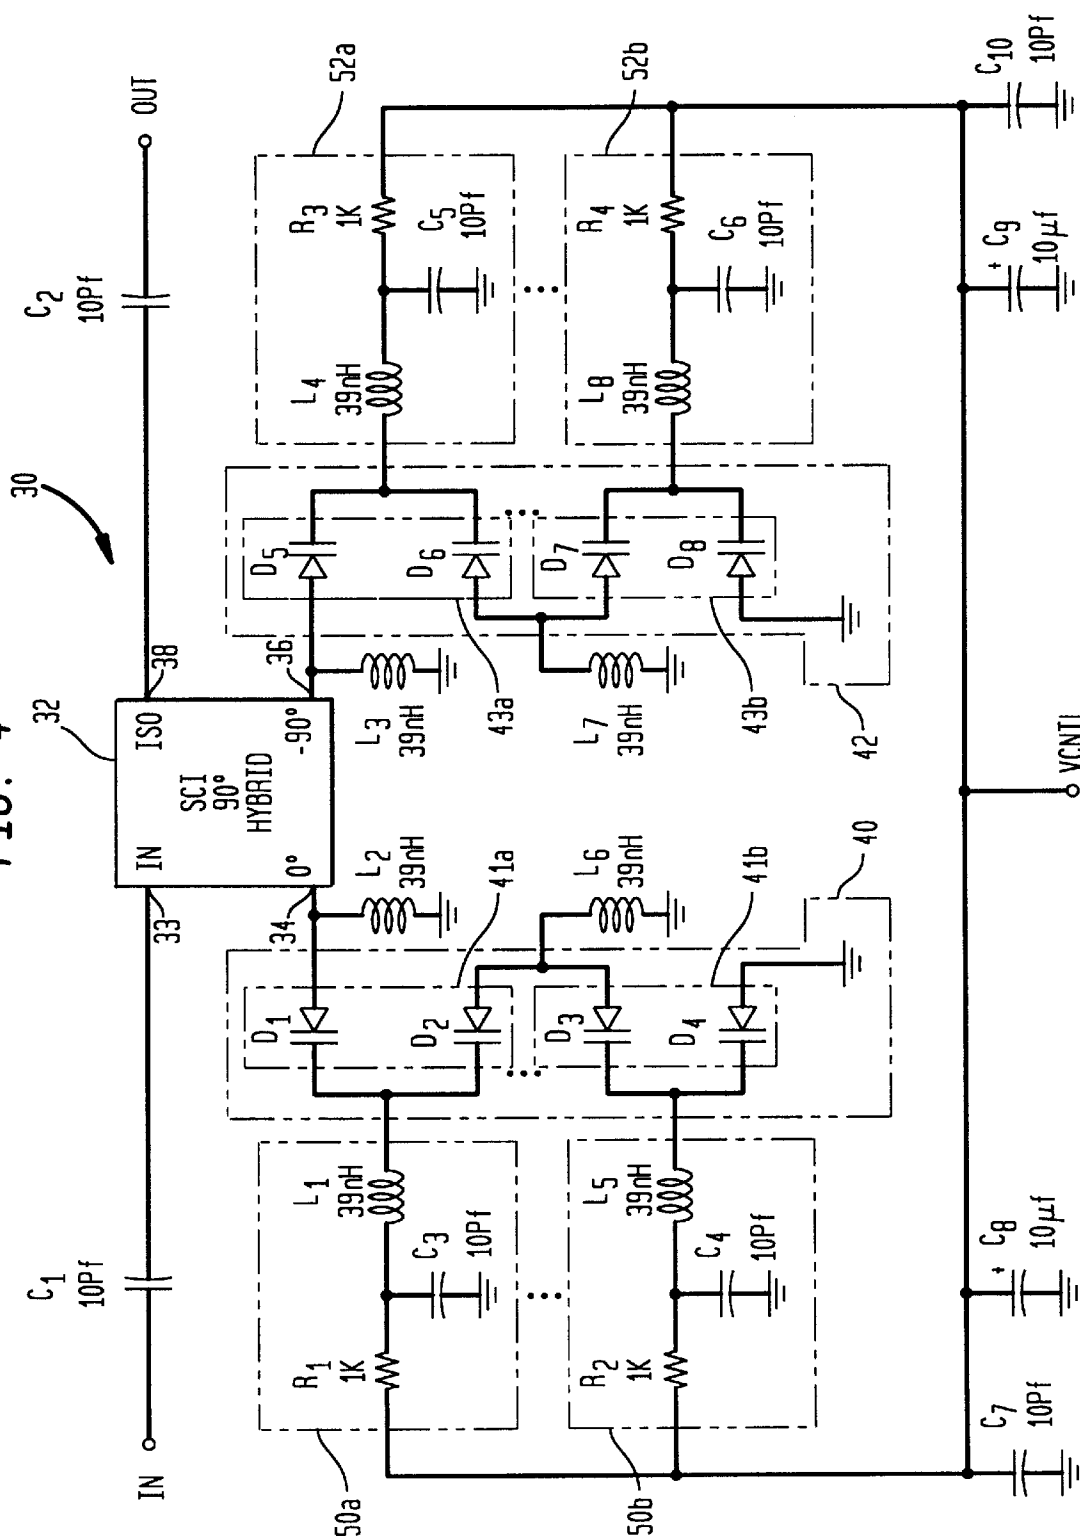 IN
C1
10Pf
32
30
C2
10Pf
OUT
33
IN
ISO
38
SCI
90°
HYBRID
34
0°
-90°
36
50a
R1
1K
C3
10Pf
L1
39nH
D1
D2
L2
39nH
41a
L3
39nH
43a
D5
D6
L4
39nH
R3
1K
C5
10Pf
52a
50b
R2
1K
C4
10Pf
L5
39nH
D3
D4
L6
39nH
41b
L7
39nH
43b
D7
D8
L8
39nH
R4
1K
C6
10Pf
52b
40
42
C7
10Pf
+ C8
10μf
+ C9
10μf
C10
10Pf